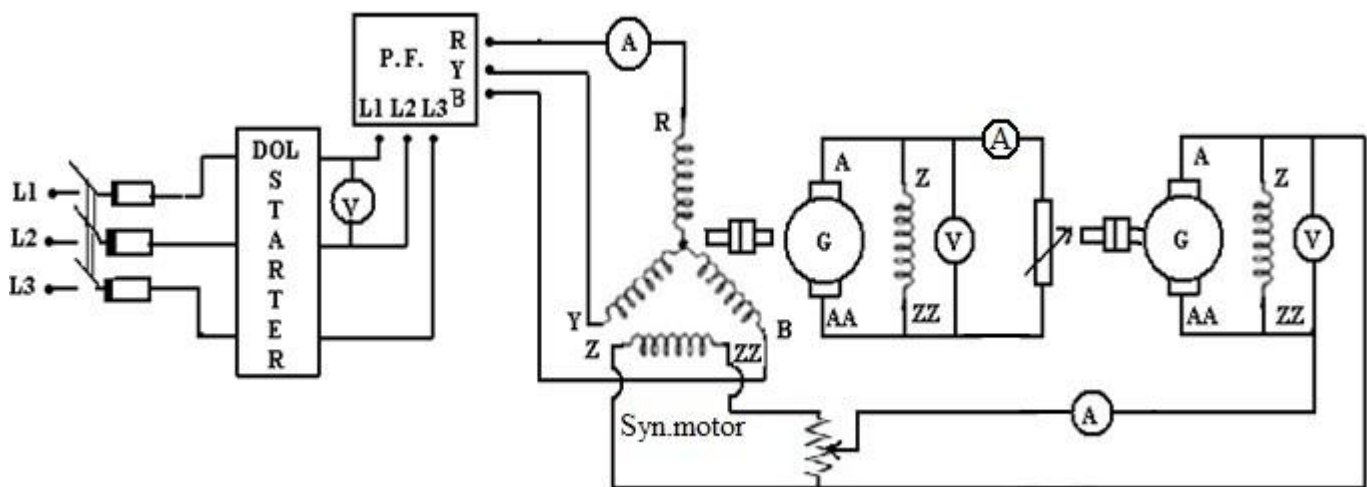 P.F.
R
Y
B
L1 L2 L3
A
R
DOL
S
T
A
R
T
E
R
L1
L2
L3
V
Y
B
Z
ZZ
Syn.motor
A
G
AA
Z
ZZ
V
A
A
G
AA
Z
ZZ
V
A